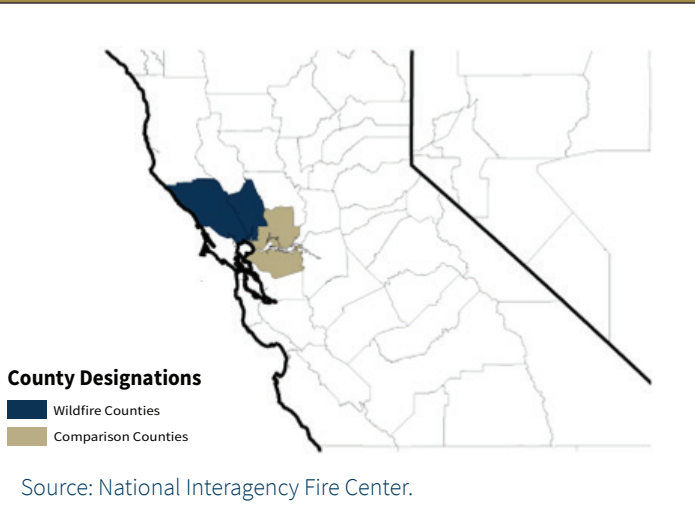 County Designations
Wildfire Counties
Comparison Counties
Source: National Interagency Fire Center.